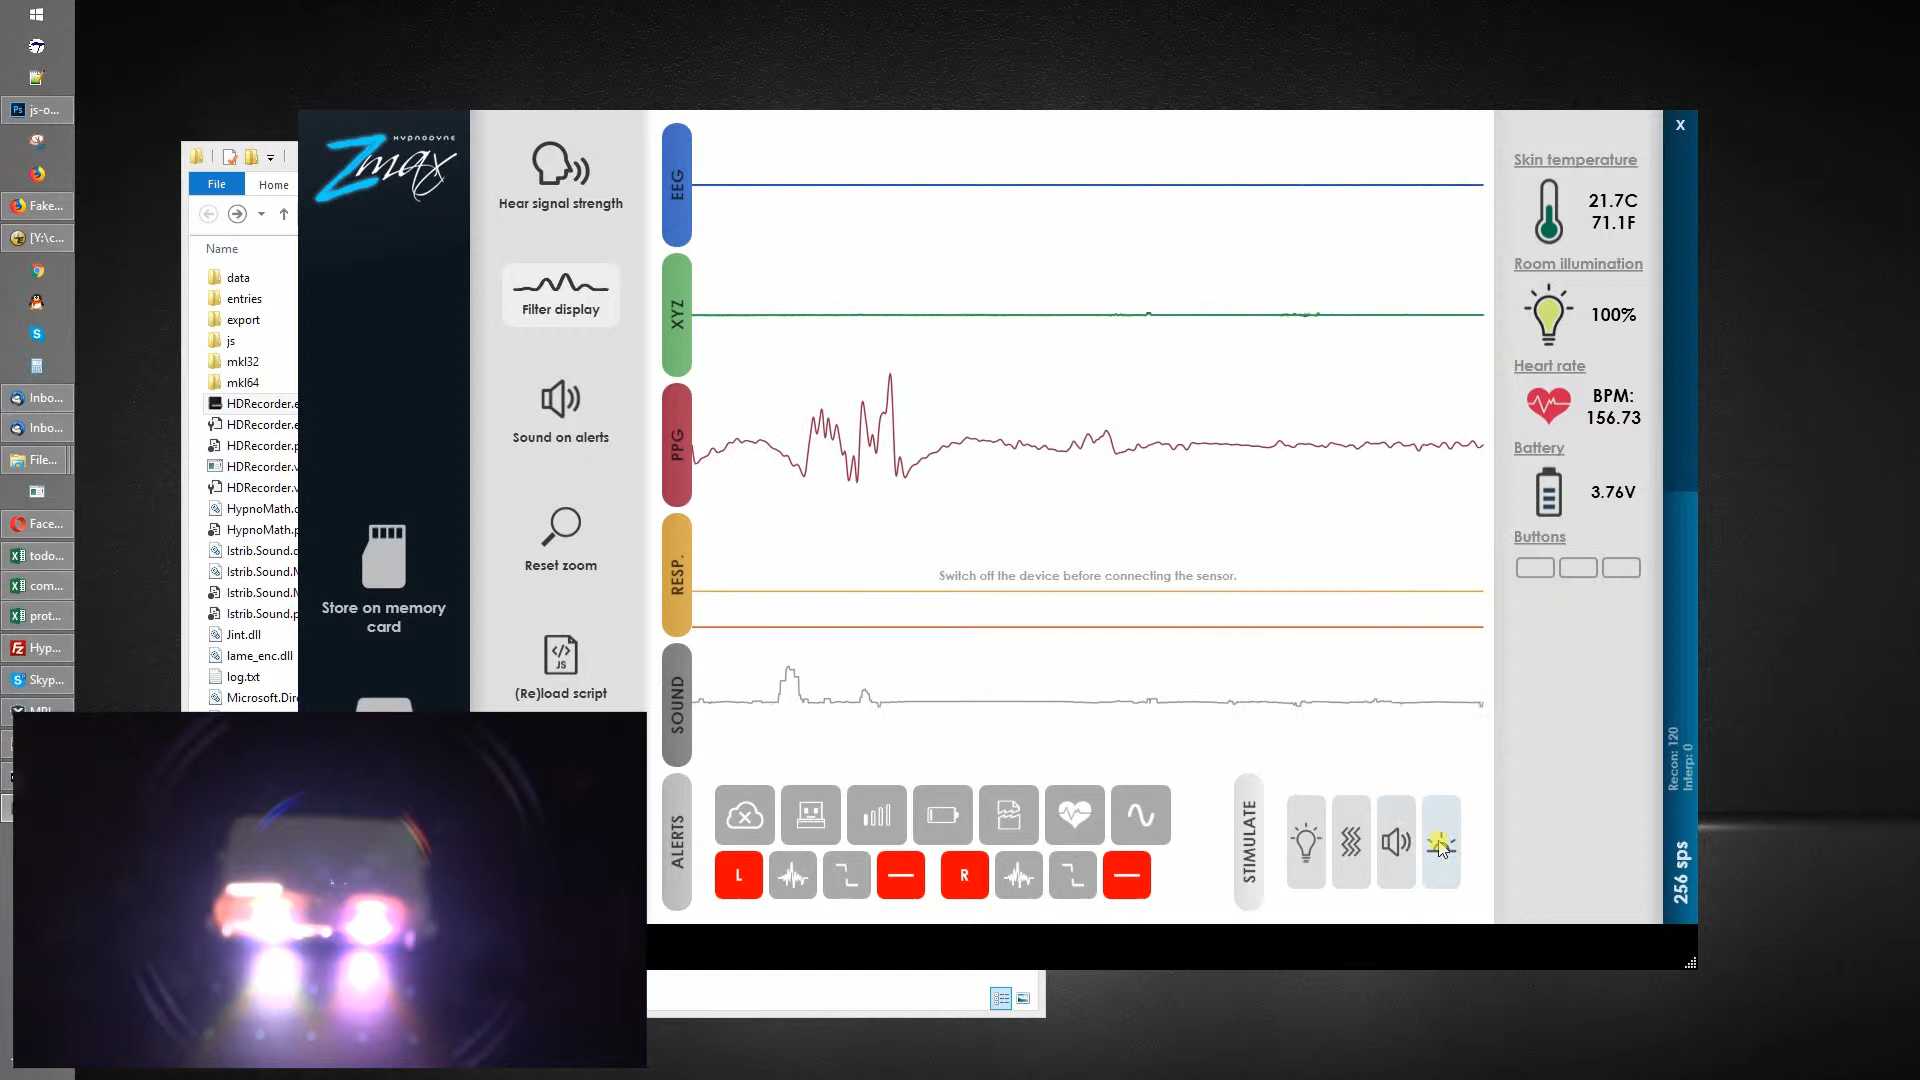 js-o...
Fake...
[Y:\c...
Inbo...
Inbo...
File...
Face...
todo...
com...
prot...
Hyp...
Skyp...
File
Home
Name
data
entries
export
js
mkl32
mkl64
HDRecorder.e
HDRecorder.e
HDRecorder.p
HDRecorder.v
HDRecorder.v
HypnoMath.
HypnoMath.p
Istrib.Sound.
Istrib.Sound.M
Istrib.Sound.M
Istrib.Sound.p
Jint.dll
lame_enc.dll
log.txt
Microsoft.Dire
HYPNODYNE
Zmax
Store on memory
card
Hear signal strength
Filter display
Sound on alerts
Reset zoom
JS
(Re)load script
EEG
XYZ
PPG
RESP.
Switch off the device before connecting the sensor.
SOUND
ALERTS
L
R
STIMULATE
X
Skin temperature
21.7C
71.1F
Room illumination
100%
Heart rate
BPM:
156.73
Battery
3.76V
Buttons
Recon: 120
Interp: 0
256 sps